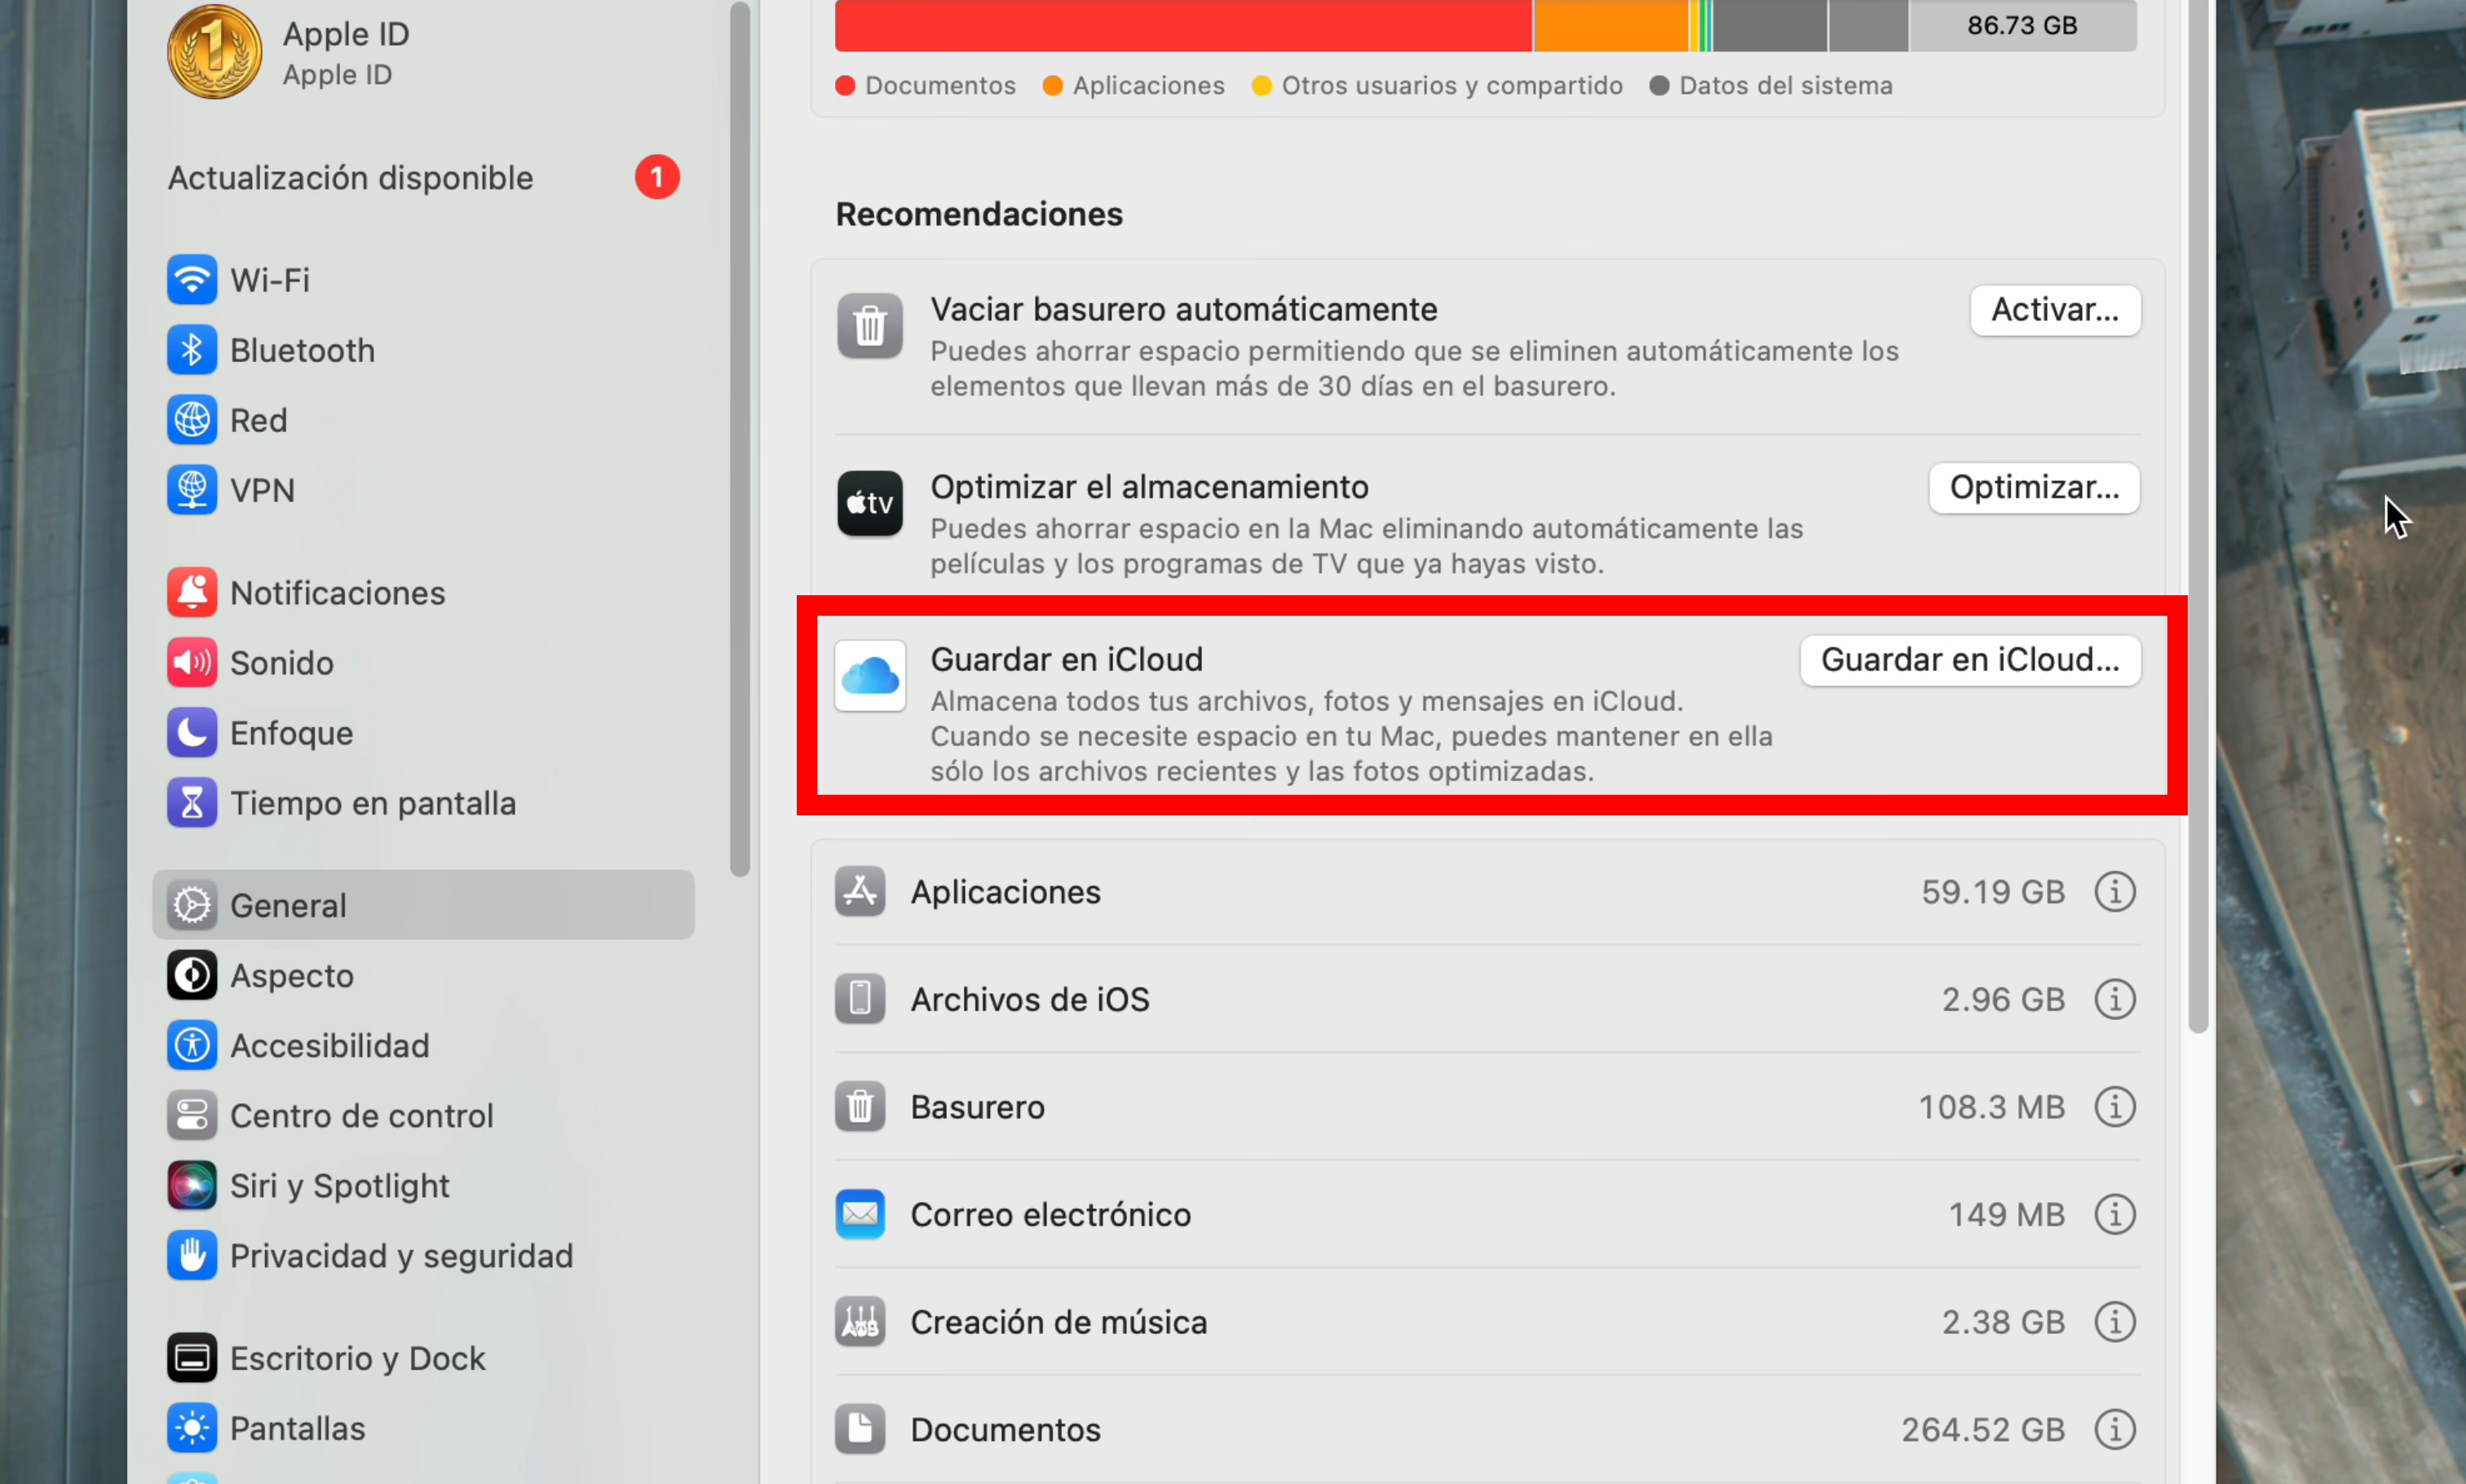 Apple ID
Apple ID
Actualización disponible
1
Wi-Fi
Bluetooth
Red
VPN
Notificaciones
Sonido
Enfoque
Tiempo en pantalla
General
Aspecto
Accesibilidad
Centro de control
Siri y Spotlight
Privacidad y seguridad
Escritorio y Dock
Pantallas
86.73 GB
Documentos
Aplicaciones
Otros usuarios y compartido
Datos del sistema
Recomendaciones
Vaciar basurero automáticamente
Activar...
Puedes ahorrar espacio permitiendo que se eliminen automáticamente los
elementos que llevan más de 30 días en el basurero.
tv
Optimizar el almacenamiento
Optimizar...
Puedes ahorrar espacio en la Mac eliminando automáticamente las
películas y los programas de TV que ya hayas visto.
Guardar en iCloud
Guardar en iCloud...
Almacena todos tus archivos, fotos y mensajes en iCloud.
Cuando se necesite espacio en tu Mac, puedes mantener en ella
sólo los archivos recientes y las fotos optimizadas.
Aplicaciones
59.19 GB
Archivos de iOS
2.96 GB
Basurero
108.3 MB
Correo electrónico
149 MB
Creación de música
2.38 GB
Documentos
264.52 GB